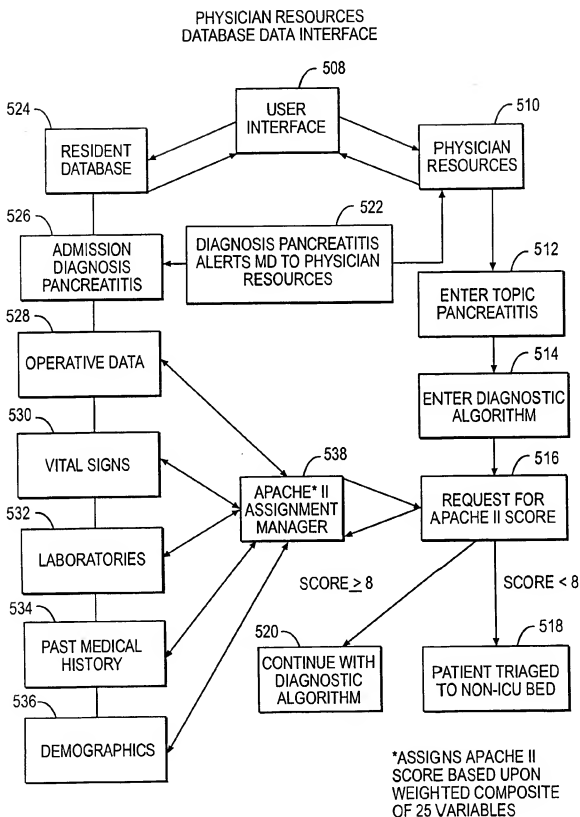 PHYSICIAN RESOURCES
DATABASE DATA INTERFACE
508
USER
INTERFACE
524
RESIDENT
DATABASE
510
PHYSICIAN
RESOURCES
526
ADMISSION
DIAGNOSIS
PANCREATITIS
522
DIAGNOSIS PANCREATITIS
ALERTS MD TO PHYSICIAN
RESOURCES
512
ENTER TOPIC
PANCREATITIS
528
OPERATIVE DATA
514
ENTER DIAGNOSTIC
ALGORITHM
530
VITAL SIGNS
538
APACHE* II
ASSIGNMENT
MANAGER
516
REQUEST FOR
APACHE II SCORE
532
LABORATORIES
SCORE ≥ 8
SCORE < 8
534
PAST MEDICAL
HISTORY
520
CONTINUE WITH
DIAGNOSTIC
ALGORITHM
518
PATIENT TRIAGED
TO NON-ICU BED
536
DEMOGRAPHICS
*ASSIGNS APACHE II
SCORE BASED UPON
WEIGHTED COMPOSITE
OF 25 VARIABLES